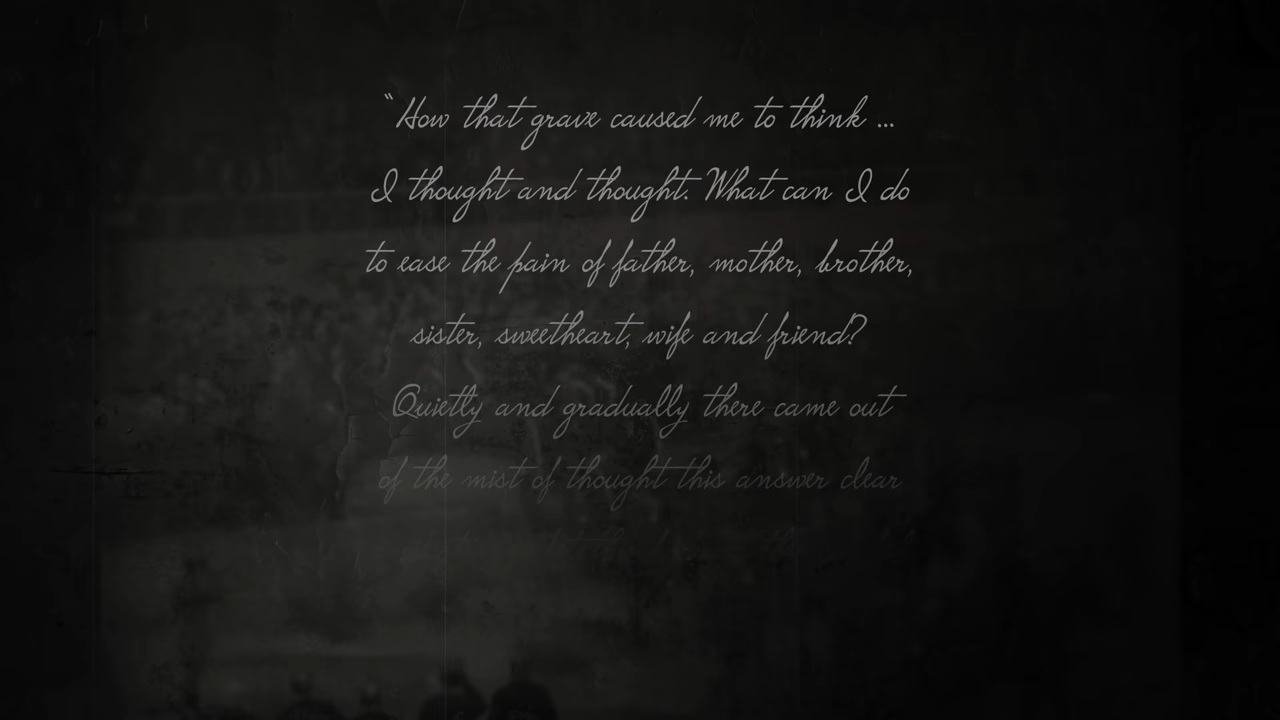 “How that grave caused me to think ...
I thought and thought. What can I do
to ease the pain of father, mother, brother,
sister, sweetheart, wife and friend?
Quietly and gradually there came out
of the mist of thought this answer clear